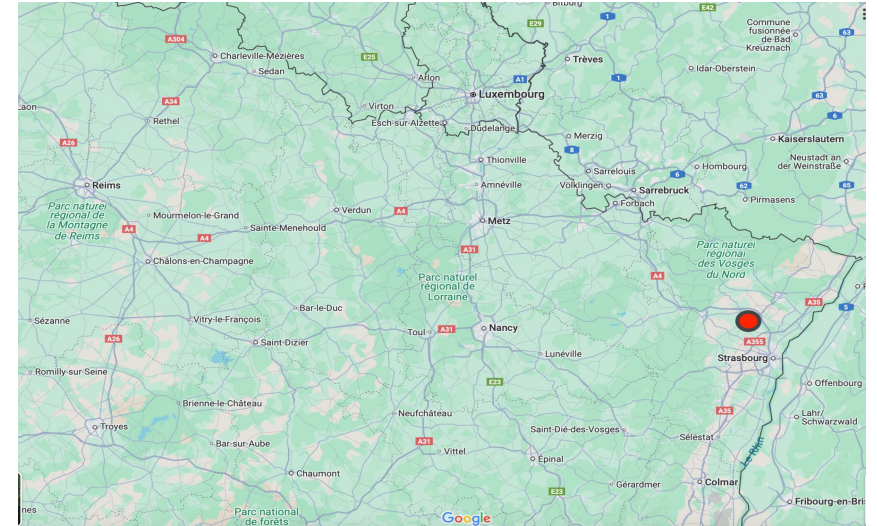 Bitburg
E42
E29
1
Commune
fusionnée
de Bad
Kreuznach
63
A304
Charleville-Mézières
E25
Trèves
Sedan
Arlon
A1
1
Idar-Oberstein
Luxembourg
63
A34
Virton
6
Rethel
Esch-sur-Alzette
Dudelange
Merzig
Kaiserslautern
A26
8
Thionville
Neustadt an
der Weinstraße
Hombourg
Sarrelouis
6
Reims
Amnéville
Völklingen
Sarrebruck
62
65
Forbach
Pirmasens
Parc naturel
régional de
la Montagne
de Reims
Mourmelon-le-Grand
Verdun
A4
Metz
A4
Sainte-Menehould
A4
A31
Parc naturel
régional
des Vosges
du Nord
Châlons-en-Champagne
Parc naturel
régional de
Lorraine
A4
A35
5
Bar-le-Duc
Sézanne
Vitry-le-François
Toul
A31
Nancy
A26
Saint-Dizier
A355
Lunéville
Strasbourg
Romilly-sur-Seine
E23
Offenbourg
Brienne-le-Château
Neufchâteau
A35
Lahr/
Schwarzwald
Troyes
Saint-Dié-des-Vosges
Sélestat
Bar-sur-Aube
A31
Vittel
Le Rhin
Épinal
Chaumont
Gérardmer
Colmar
E23
Fribourg-en-Bri
Parc national
de forêts
Google